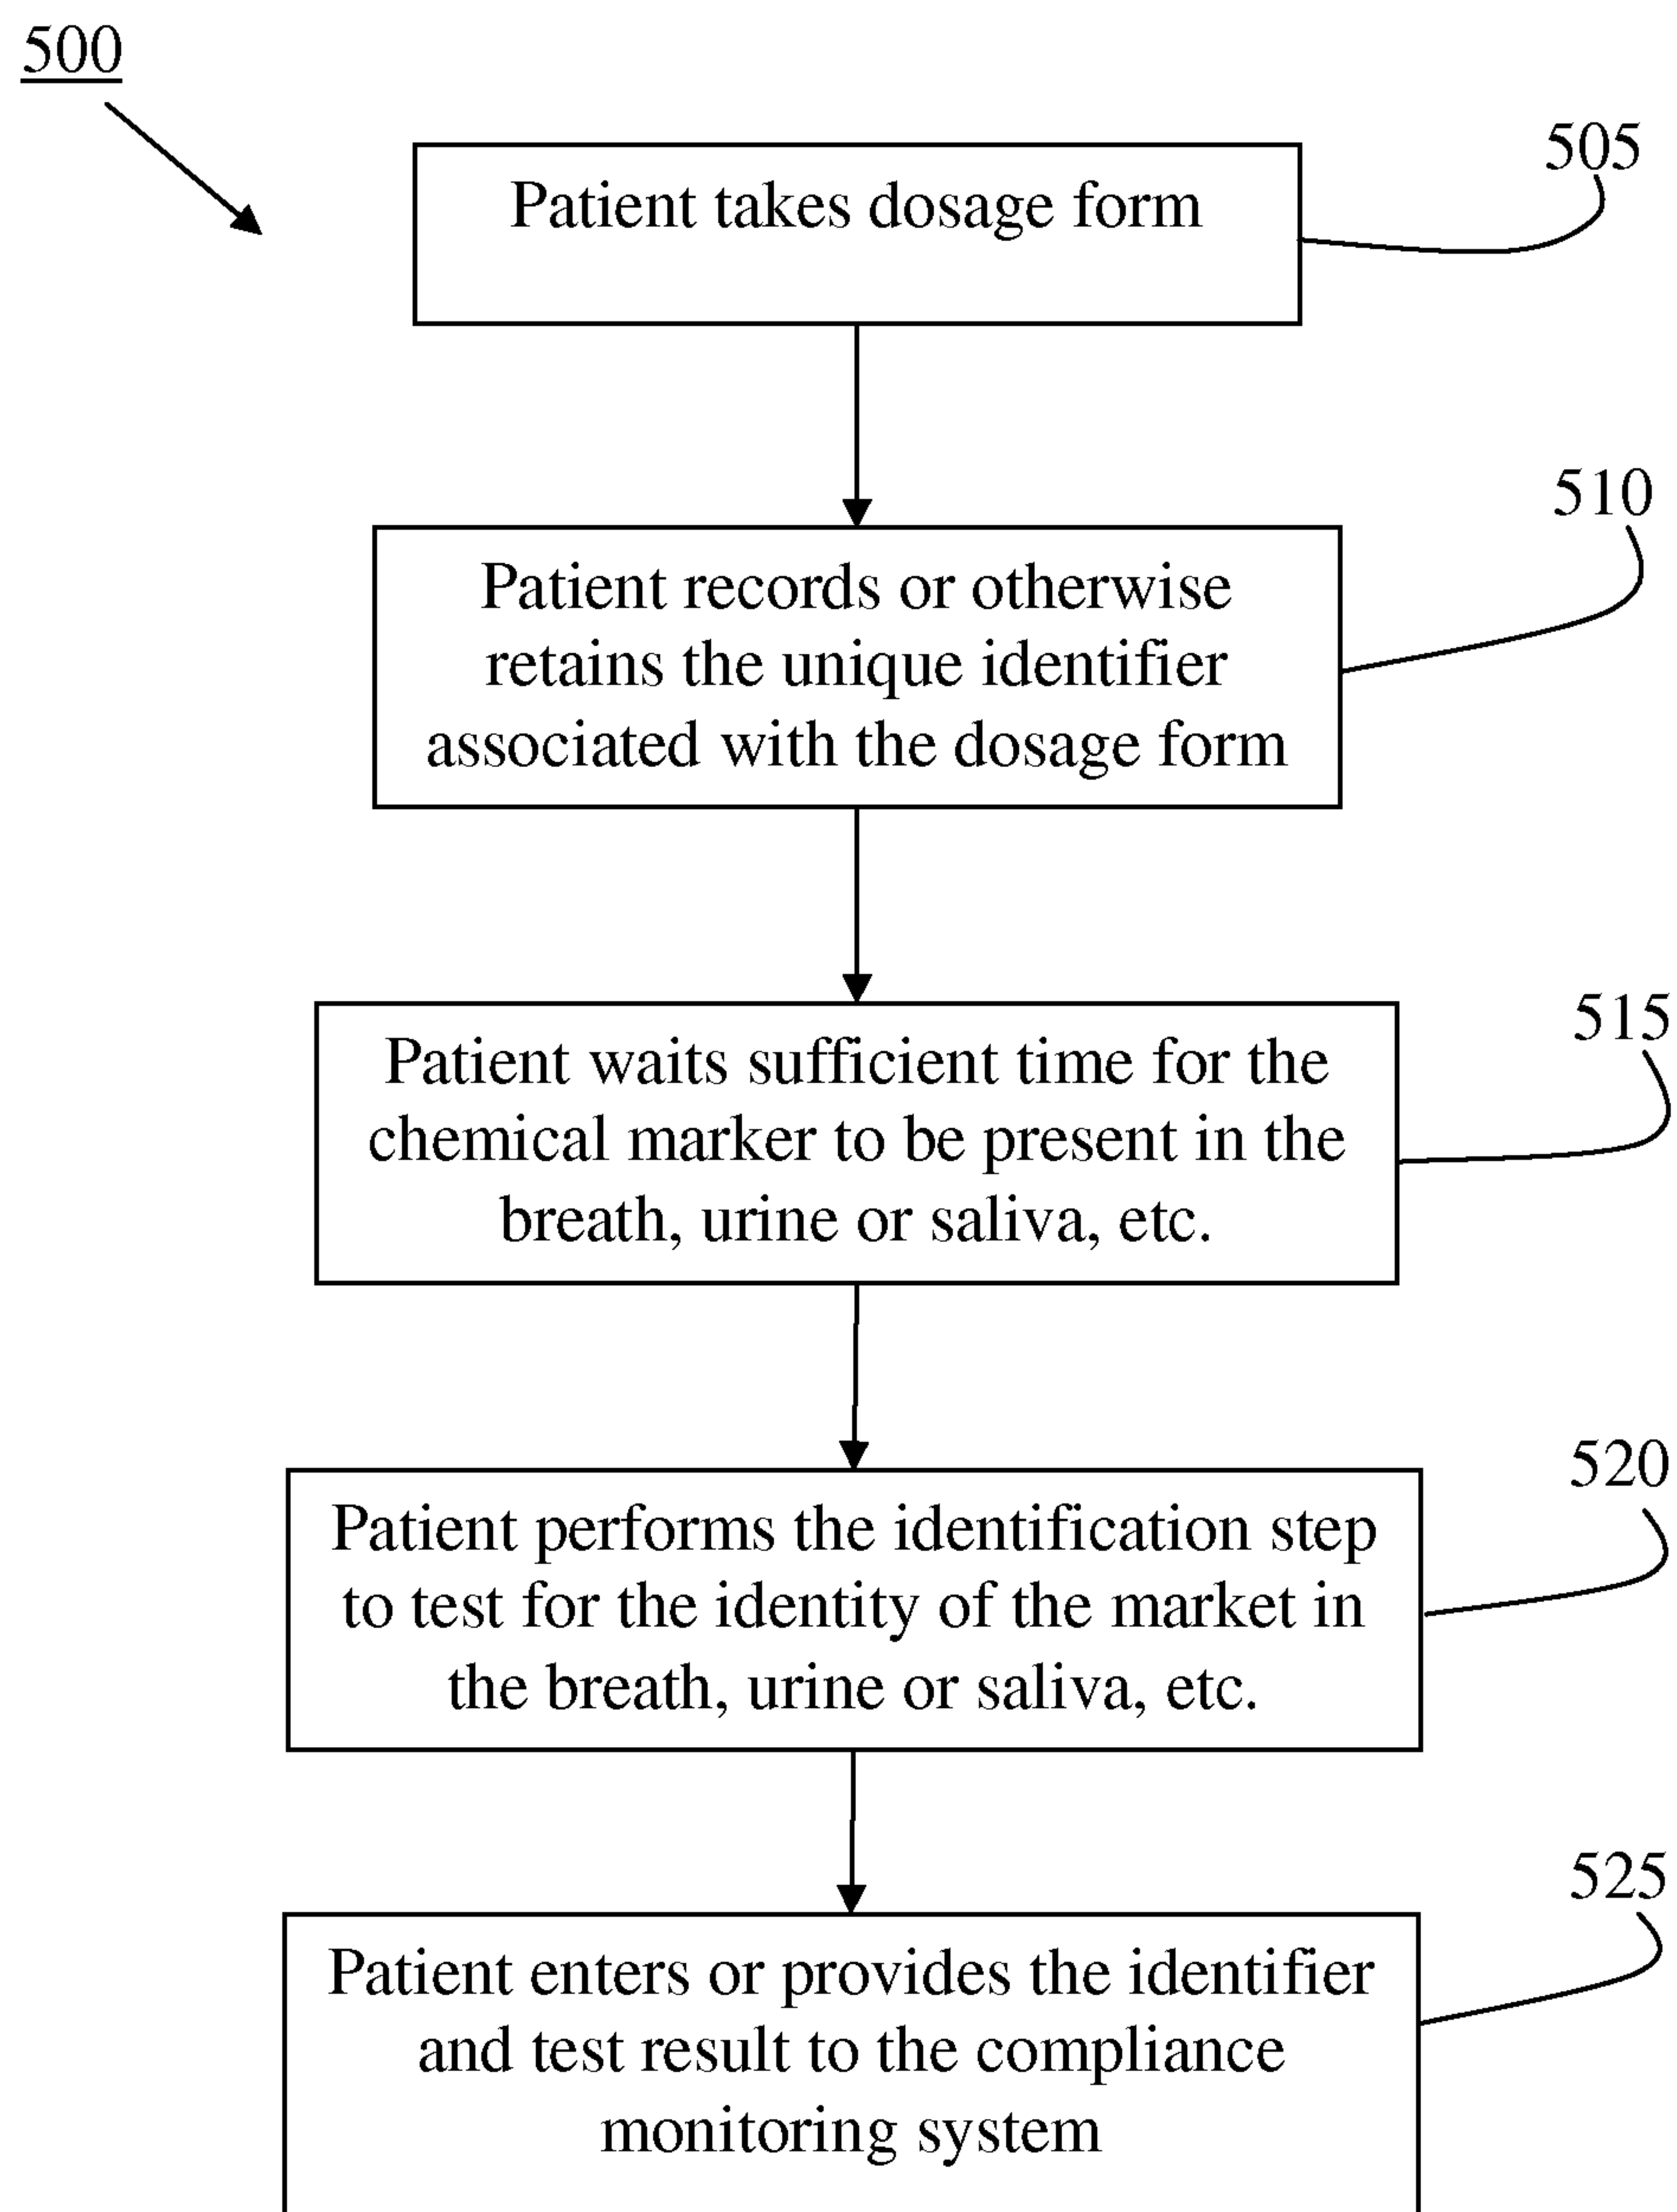 500
505
Patient takes dosage form
510
Patient records or otherwise
retains the unique identifier
associated with the dosage form
515
Patient waits sufficient time for the
chemical marker to be present in the
breath, urine or saliva, etc.
520
Patient performs the identification step
to test for the identity of the market in
the breath, urine or saliva, etc.
525
Patient enters or provides the identifier
and test result to the compliance
monitoring system